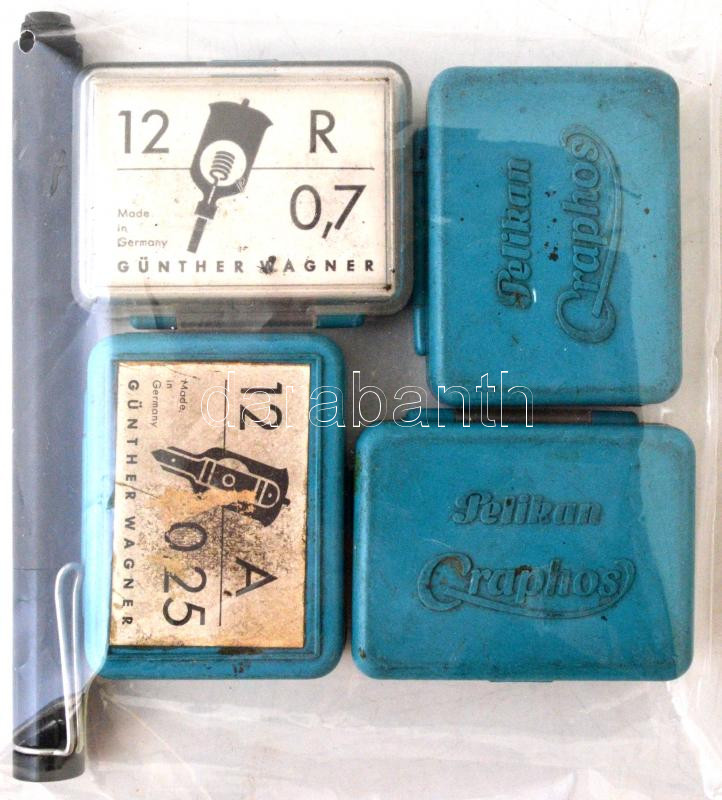 12 R
0,7
Made
in
Germany
GÜNTHER WAGNER
Pelikan
Graphos
12 A
0,25
Made
in
Germany
GÜNTHER WAGNER
Pelikan
Graphos
darabanth